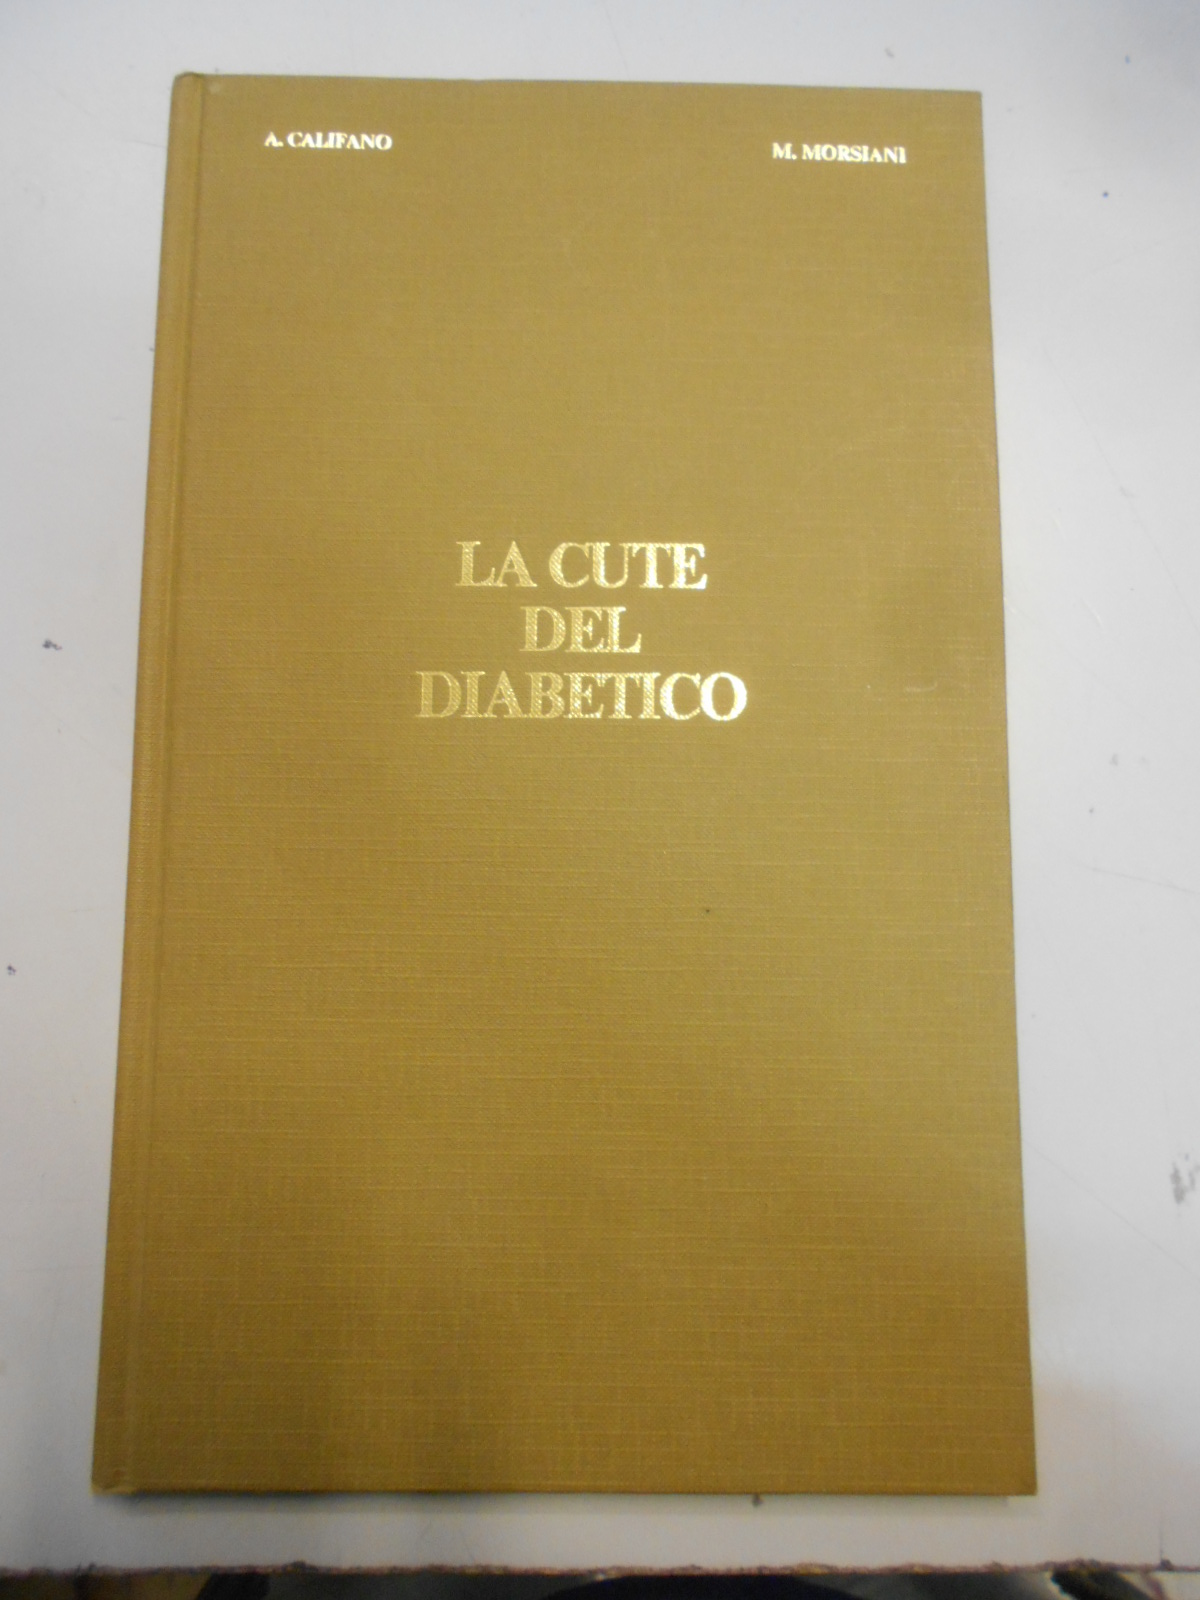 A. CALIFANO
M. MORSIANI
LA CUTE
DEL
DIABETICO